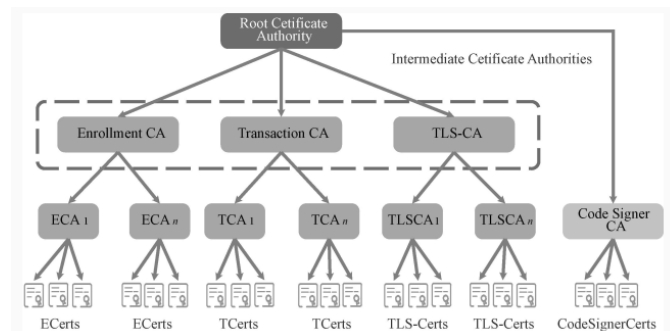 Root Cetificate
Authority
Intermediate Cetificate Authorities
Enrollment CA
Transaction CA
TLS-CA
ECA 1
ECA n
TCA 1
TCA n
TLSCA 1
TLSCA n
Code Signer
CA
ECerts
ECerts
TCerts
TCerts
TLS-Certs
TLS-Certs
CodeSignerCerts